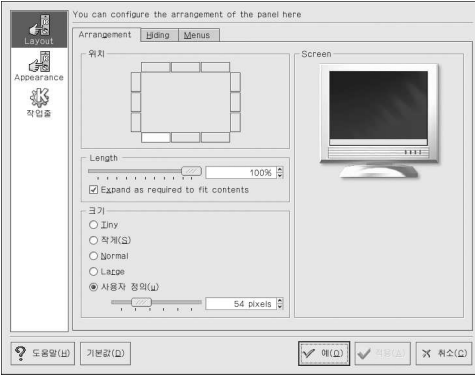 You can configure the arrangement of the panel here
Layout
Appearance
작업줄
Arrangement Hiding Menus
위치
Screen
Length
100%
Expand as required to fit contents
크기
Tiny
작게(S)
Normal
Large
사용자 정의(u)
54 pixels
도움말(H) 기본값(D) 예(O) 적용(A) 취소(C)